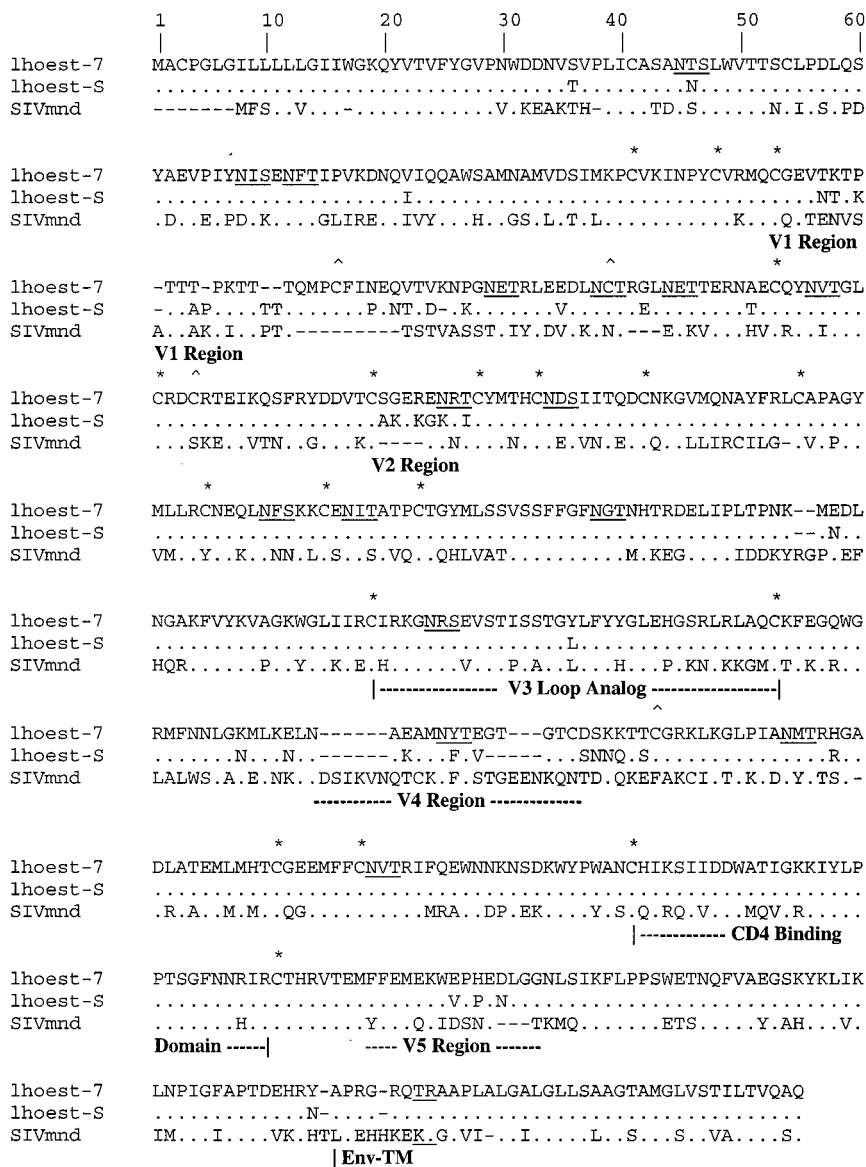 1 10 20 30 40 50 60
lhoest-7 MACPGLGILLLLLGIIWGKQYVTVFYGVPNWDDNVSVPLICASANTSLWVTTSCLPDLQS
lhoest-S ...................................T.........N..............
SIVmnd -------MFS..V...-............V.KEAKTH-....TD.S......N.I.S.PD
* * *
lhoest-7 YAEVPIYNISENFTIPVKDNQVIQQAWSAMNAMVDSIMKPCVKINPYCVRMQCGEVTKTP
lhoest-S .....................I..................................NT.K
SIVmnd .D..E.PD.K....GLIRE..IVY...H..GS.L.T.L...........K...Q.TENVS
V1 Region
^ ^ *
lhoest-7 -TTT-PKTT--TQMPCFINEQVTVKNPGNETRLEEDLNCTRGLNETTERNAECQYNVTGL
lhoest-S -..AP....TT.......P.NT.D-.K.......V......E........T.........
SIVmnd A..AK.I..PT.---------TSTVASST.IY.DV.K.N.---E.KV..HV.R..I...
V1 Region
* ^ * * * * *
lhoest-7 CRDCRTEIKQSFRYDDVTCSGERENRTCYMTHCNDSIITQDCNKGVMQNAYFRLCAPAGY
lhoest-S ...................AK.KGK.I.................................
SIVmnd ...SKE..VTN..G...K..----..N....N...E.VN.E..Q..LLIRCILG-.V.P..
V2 Region
* * *
lhoest-7 MLLRCNEQLNFSKKCENITATPCTGYMLSSVSSFFGFNGTNHTRDELIPLTPNK--MEDL
lhoest-S ......................................................--.N..
SIVmnd VM..Y..K..NN.L.S..S.VQ..QHLVAT..........M.KEG....IDDKYRGP.EF
* *
lhoest-7 NGAKFVYKVAGKWGLIIRCIRKGNRSEVSTISSTGYLFYYGLEHGSRLRLAQCKFEGQWG
lhoest-S ...................................L........................
SIVmnd HQR......P..Y..K.E.H......V...P.A..L...H...P.KN.KKGM.T.K.R..
|------------ V3 Loop Analog ------------|
^
lhoest-7 RMFNNLGKMLKELN------AEAMNYTEGT---GTCDSKKTTCGRKLKGLPIANMTRHGA
lhoest-S .......N...N..------.K...F.V..---...SNNQ.S...............R..
SIVmnd LALWS.A.E.NK..DSIKVNQTCK.F.STGEENKQNTD.QKEFAKCI.T.K.D.Y.TS.-
------------ V4 Region ------------
* * *
lhoest-7 DLATEMLMHTCGEEMFFCNVTRIFQEWNNKNSDKWYPWANCHIKSIIDDWATIGKKIYLP
lhoest-S ............................................................
SIVmnd .R.A..M.M..QG..........MRA..DP.EK....Y.S.Q.RQ.V...MQV.R.....
|---------- CD4 Binding
*
lhoest-7 PTSGFNNRIRCTHRVTEMFFEMEKWEPHEDLGGNLSIKFLPPSWETNQFVAEGSKYKLIK
lhoest-S .........................V.P.N..............................
SIVmnd .......H..........Y...Q.IDSN..---TKMQ.......ETS.....Y.AH..V.
Domain ------| ----- V5 Region -------
lhoest-7 LNPIGFAPTDEHRYY-APRG-RQTRAAPLALGALGLLSAAGTAMGLVSTILTVQAQ
lhoest-S .............N-.....-..................................
SIVmnd IM...I....VK.HTL.EHHKEK.G.VI-..I.....L..S....S..VA....S.
|Env-TM